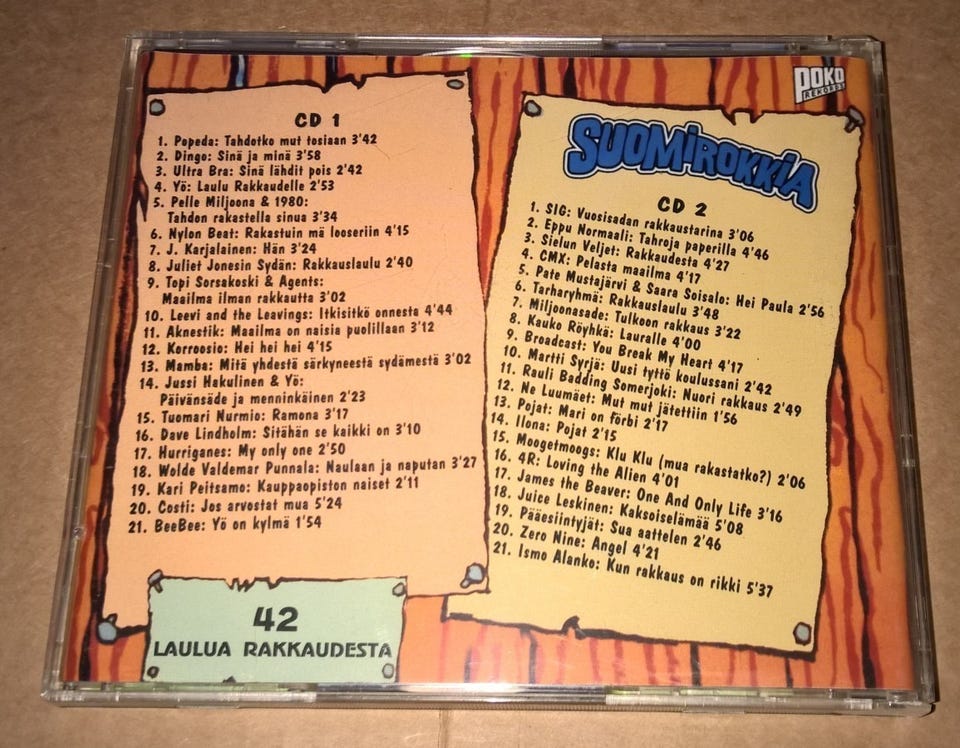 CD 1
1. Popeda: Tahdotko mut tosiaan 3'42
2. Dingo: Sinä ja minä 3'58
3. Ultra Bra: Sinä lähdit pois 2'42
4. Yö: Laulu Rakkaudelle 2'53
5. Pelle Miljoona & 1980:
Tahdon rakastella sinua 3'34
6. Nylon Beat: Rakastuin mä looseriin 4'15
7. J. Karjalainen: Hän 3'24
8. Juliet Jonesin Sydän: Rakkauslaulu 2'40
9. Topi Sorsakoski & Agents:
Maailma ilman rakkautta 3'02
10. Leevi and the Leavings: Itkisitkö onnesta 4'44
11. Aknestik: Maailma on naisia puolillaan 3'12
12. Korroosio: Hei hei hei 4'15
13. Mamba: Mitä yhdestä särkyneestä sydämestä 3'02
14. Jussi Hakulinen & Yö:
Päivänsäde ja menninkäinen 2'23
15. Tuomari Nurmio: Ramona 3'17
16. Dave Lindholm: Sitähän se kaikki on 3'10
17. Hurriganes: My only one 2'50
18. Wolde Valdemar Punnala: Naulaan ja naputan 3'27
19. Kari Peitsamo: Kauppaopiston naiset 2'11
20. Costi: Jos arvostat mua 5'24
21. BeeBee: Yö on kylmä 1'54
42
LAULUA RAKKAUDESTA
POKO
REKORDS
SUOMiROKKiA
CD 2
1. SIG: Vuosisadan rakkaustarina 3'06
2. Eppu Normaali: Tahroja paperilla 4'46
3. Sielun Veljet: Rakkaudesta 4'27
4. CMX: Pelasta maailma 4'17
5. Pate Mustajärvi & Saara Soisalo: Hei Paula 2'56
6. Tarharyhmä: Rakkauslaulu 3'48
7. Miljoonasade: Tulkoon rakkaus 3'22
8. Kauko Röyhkä: Lauralle 4'00
9. Broadcast: You Break My Heart 4'17
10. Martti Syrjä: Uusi tyttö koulussani 2'42
11. Rauli Badding Somerjoki: Nuori rakkaus 2'49
12. Ne Luumäet: Mut mut jätettiin 1'56
13. Pojat: Mari on förbi 2'17
14. Ilona: Pojat 2'15
15. Moogetmoogs: Klu Klu (mua rakastatko?) 2'06
16. 4R: Loving the Alien 4'01
17. James the Beaver: One And Only Life 3'16
18. Juice Leskinen: Kaksoiselämää 5'08
19. Pääesiintyjät: Sua aattelen 2'46
20. Zero Nine: Angel 4'21
21. Ismo Alanko: Kun rakkaus on rikki 5'37